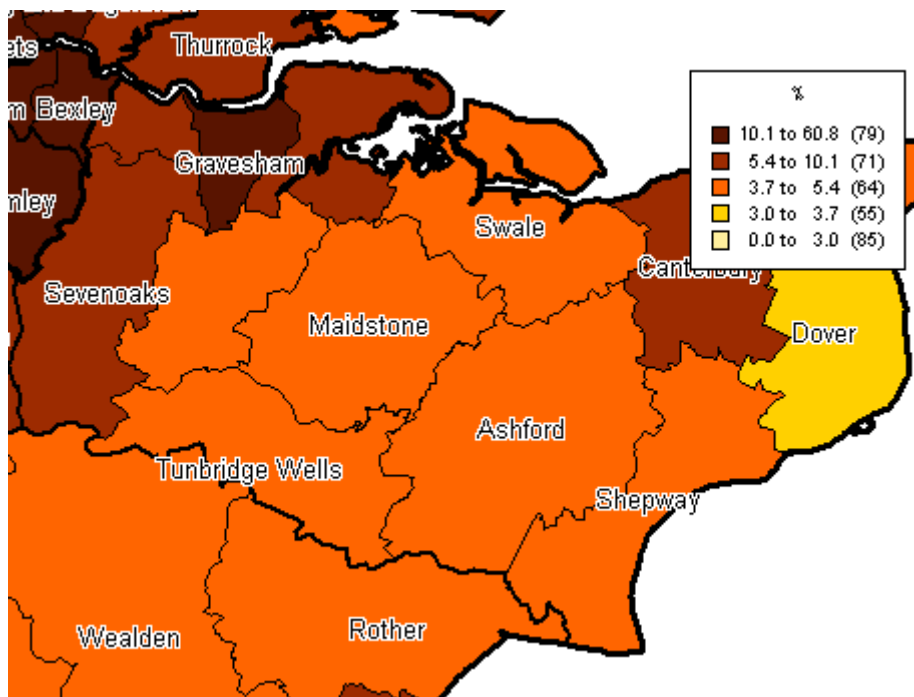 Thurrock
ets
m Bexley
Gravesham
mley
Swale
Sevenoaks
Canterbury
Maidstone
Dover
Ashford
Tunbridge Wells
Shepway
Wealden
Rother
%
10.1 to 60.8 (79)
5.4 to 10.1 (71)
3.7 to 5.4 (64)
3.0 to 3.7 (55)
0.0 to 3.0 (85)